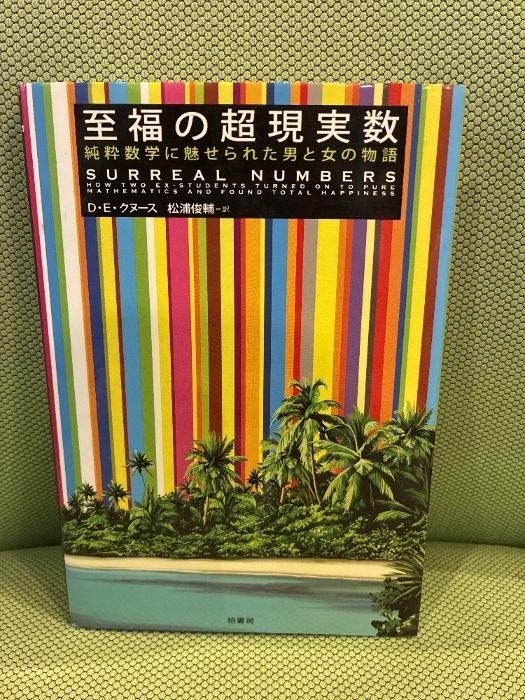 至福の超現実数
純粋数学に魅せられた男と女の物語
SURREAL NUMBERS
HOW TWO EX-STUDENTS TURNED ON TO PURE
MATHEMATICS AND FOUND TOTAL HAPPINESS
D・E・クヌース 松浦俊輔=訳
柏書房